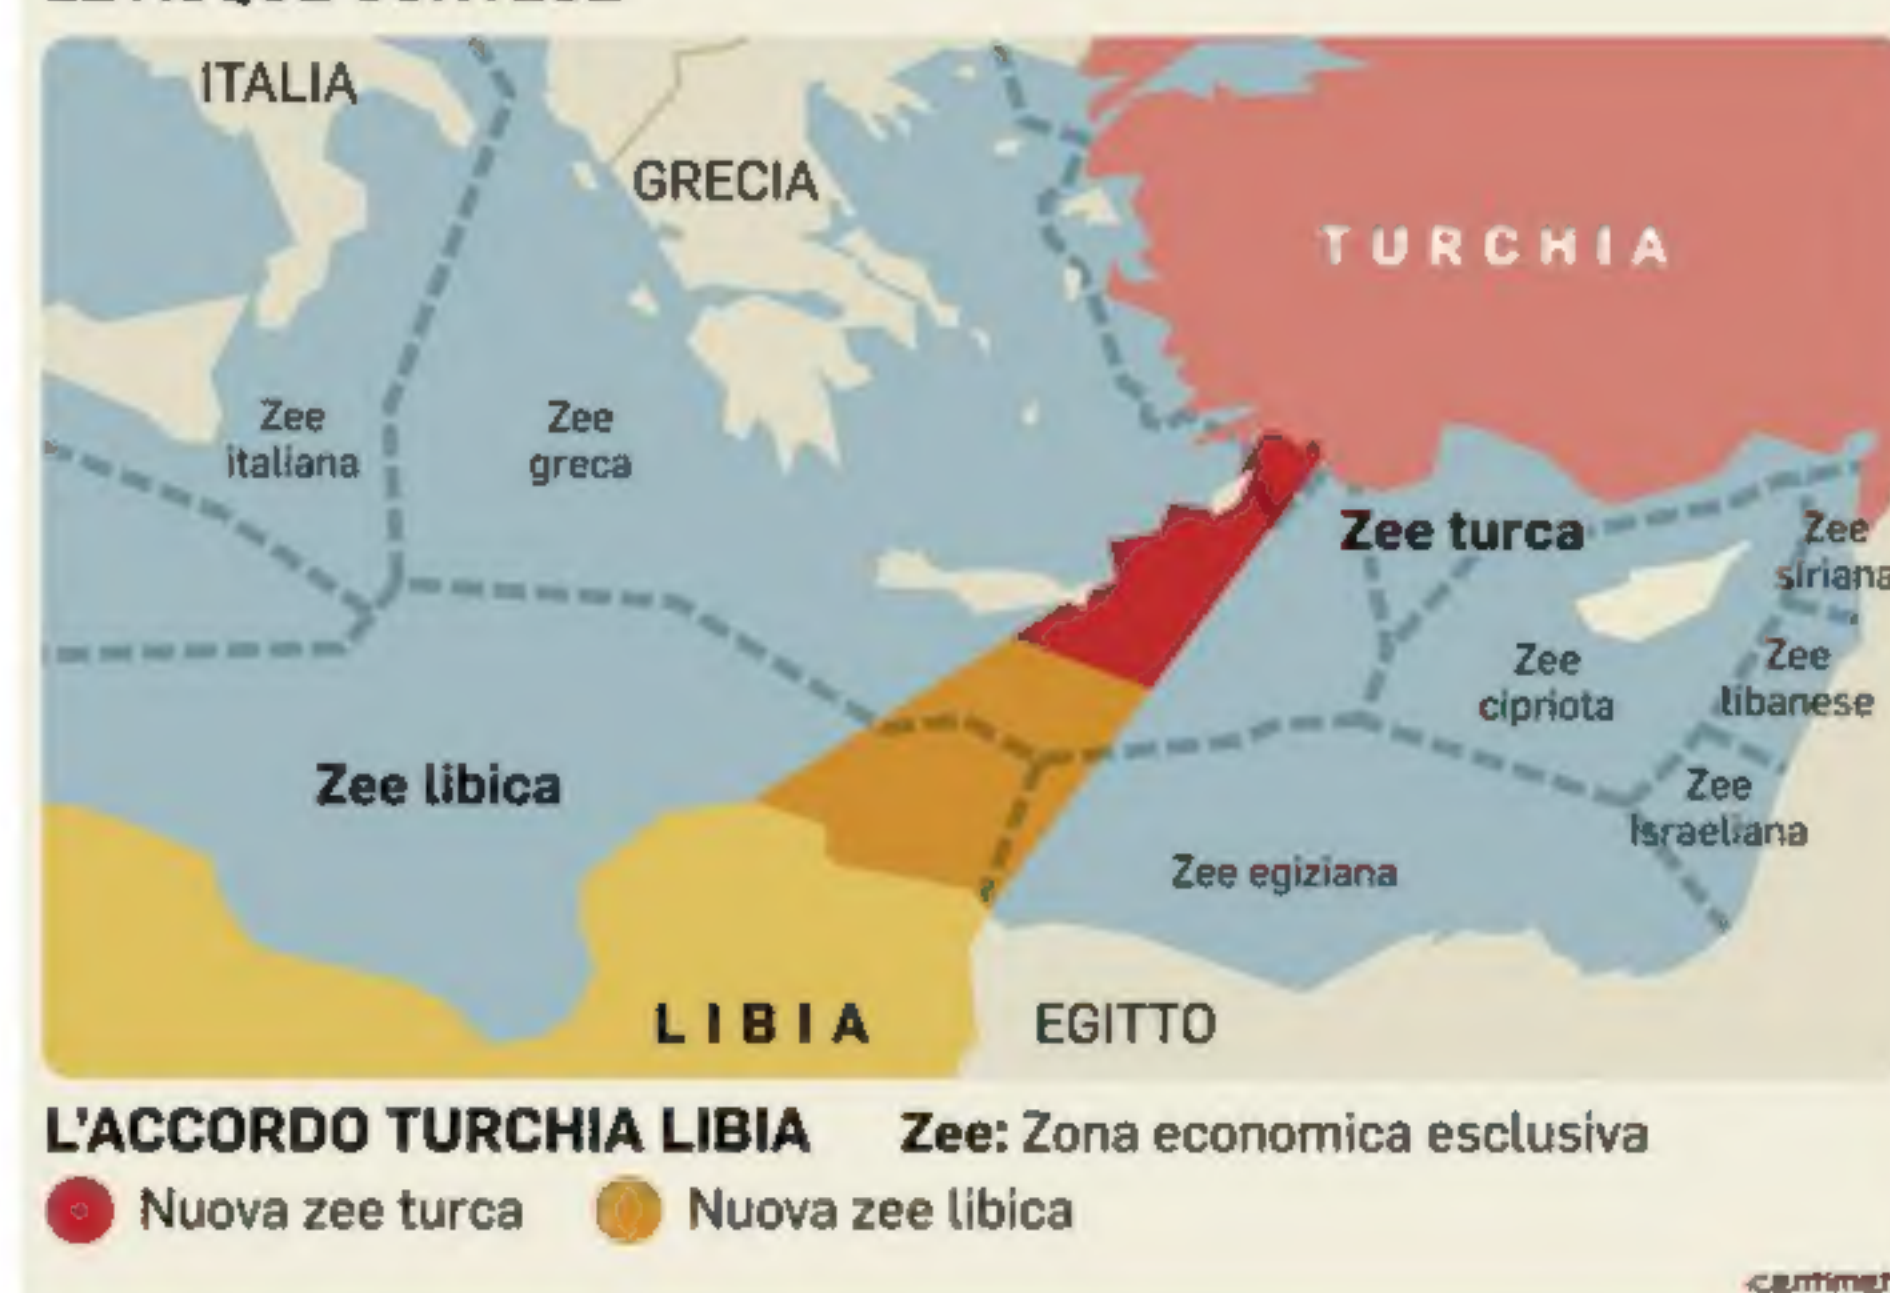 ITALIA
GRECIA
TURCHIA
Zee
italiana
Zee
greca
Zee turca
Zee
siriana
Zee
cipriota
Zee
libanese
Zee libica
Zee
Israeliana
Zee egiziana
LIBIA
EGITTO
L'ACCORDO TURCHIA LIBIA
Zee: Zona economica esclusiva
Nuova zee turca
Nuova zee libica